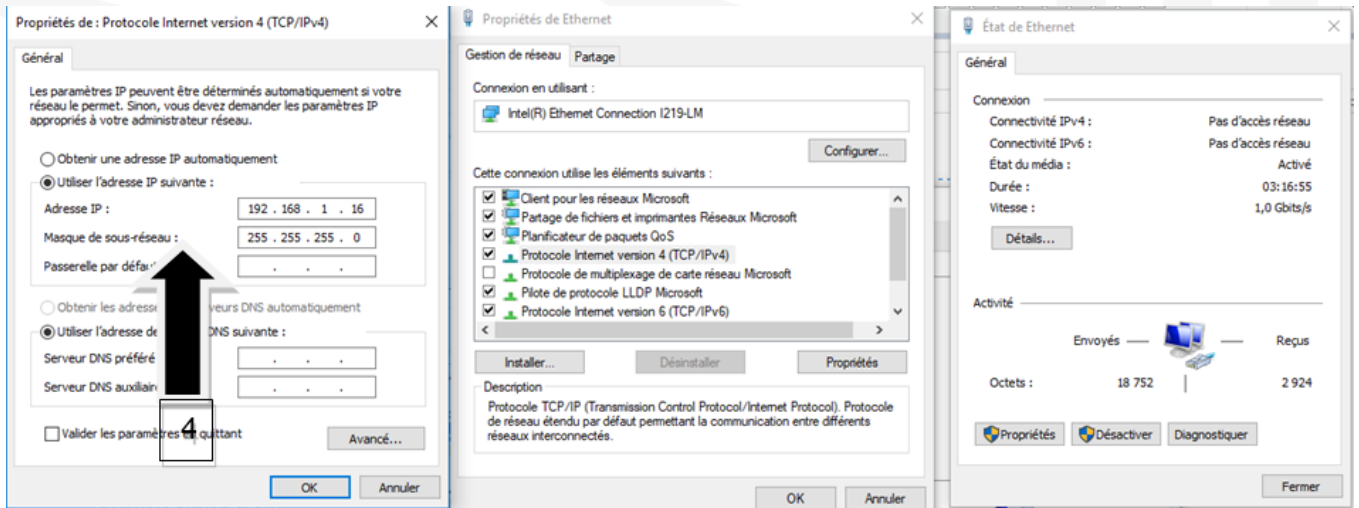 Propriétés de : Protocole Internet version 4 (TCP/IPv4)
Général
Les paramètres IP peuvent être déterminés automatiquement si votre
réseau le permet. Sinon, vous devez demander les paramètres IP
appropriés à votre administrateur réseau.
Obtenir une adresse IP automatiquement
Utiliser l'adresse IP suivante :
Adresse IP : 192 . 168 . 1 . 16
Masque de sous-réseau : 255 . 255 . 255 . 0
Passerelle par défau
Obtenir les adresse veurs DNS automatiquement
Utiliser l'adresse de DNS suivante :
Serveur DNS préféré
Serveur DNS auxiliair
4
Valider les paramètres en quittant
Avancé...
OK Annuler
Propriétés de Ethernet
Gestion de réseau Partage
Connexion en utilisant :
Intel(R) Ethernet Connection I219-LM
Configurer...
Cette connexion utilise les éléments suivants :
Client pour les réseaux Microsoft
Partage de fichiers et imprimantes Réseaux Microsoft
Planificateur de paquets QoS
Protocole Internet version 4 (TCP/IPv4)
Protocole de multiplexage de carte réseau Microsoft
Pilote de protocole LLDP Microsoft
Protocole Internet version 6 (TCP/IPv6)
Installer... Désinstaller Propriétés
Description
Protocole TCP/IP (Transmission Control Protocol/Internet Protocol). Protocole
de réseau étendu par défaut permettant la communication entre différents
réseaux interconnectés.
OK Annuler
État de Ethernet
Général
Connexion
Connectivité IPv4 : Pas d'accès réseau
Connectivité IPv6 : Pas d'accès réseau
État du média : Activé
Durée : 03:16:55
Vitesse : 1,0 Gbits/s
Détails...
Activité
Envoyés Reçus
Octets : 18 752 2 924
Propriétés Désactiver Diagnostiquer
Fermer